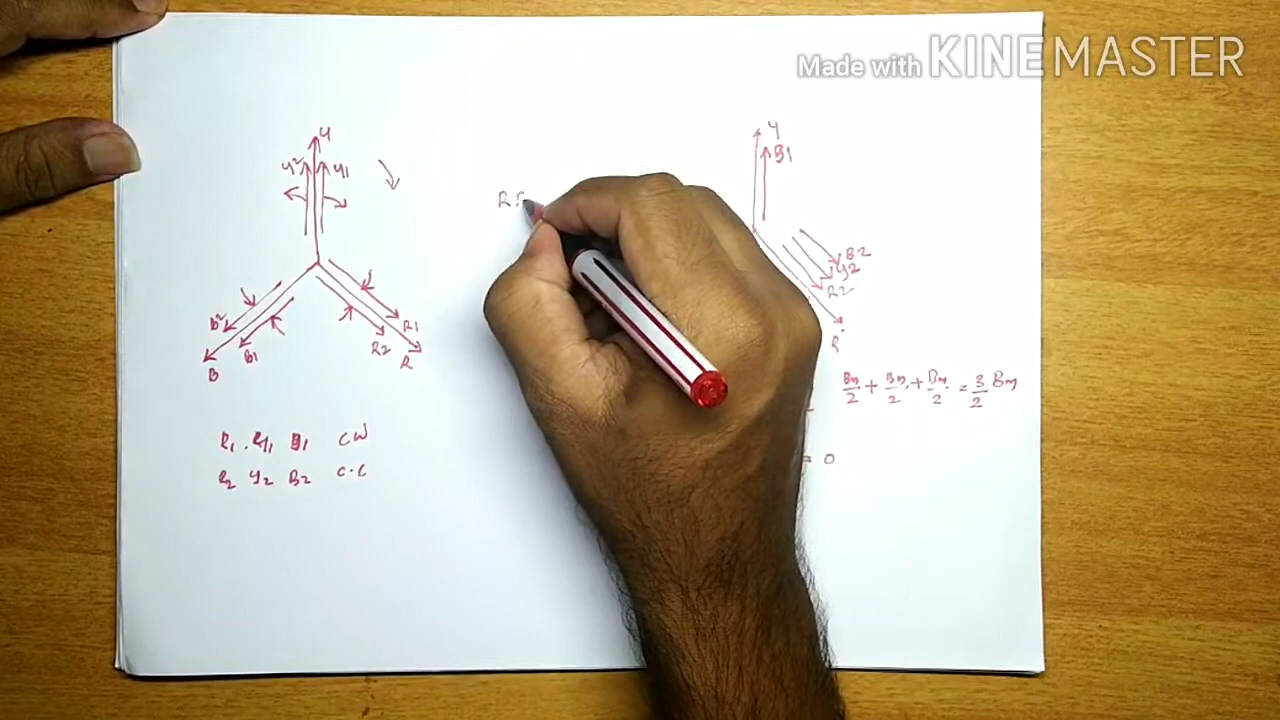 Made with KINEMASTER
Y
Y2 Y1
B2
B1
B
R1
R2
R
R1 . Y1 B1 CW
R2 Y2 B2 C.C
R
Y
B1
B2
Y2
R2
R
Bm/2 + Bm/2 + Bm/2 = 3/2 Bm
= 0